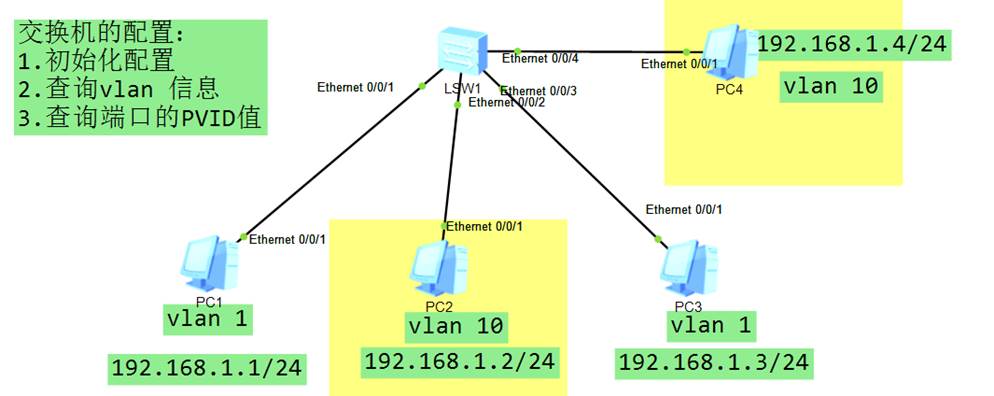 交换机的配置:
1.初始化配置
2.查询vlan 信息
3.查询端口的PVID值
192.168.1.4/24
Ethernet 0/0/4
Ethernet 0/0/1
PC4
vlan 10
Ethernet 0/0/1
LSW1
Ethernet 0/0/3
Ethernet 0/0/2
Ethernet 0/0/1
Ethernet 0/0/1
Ethernet 0/0/1
PC1
vlan 1
192.168.1.1/24
PC2
vlan 10
192.168.1.2/24
PC3
vlan 1
192.168.1.3/24